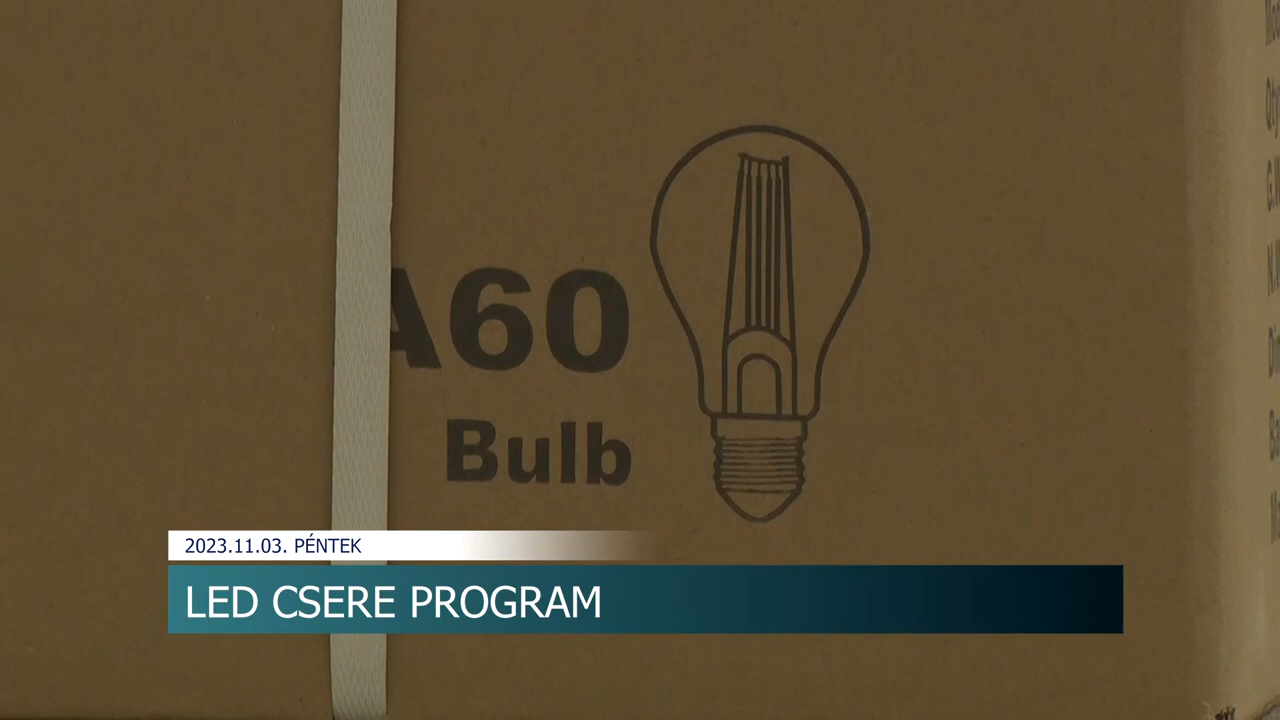 A60
Bulb
2023.11.03. PÉNTEK
LED CSERE PROGRAM